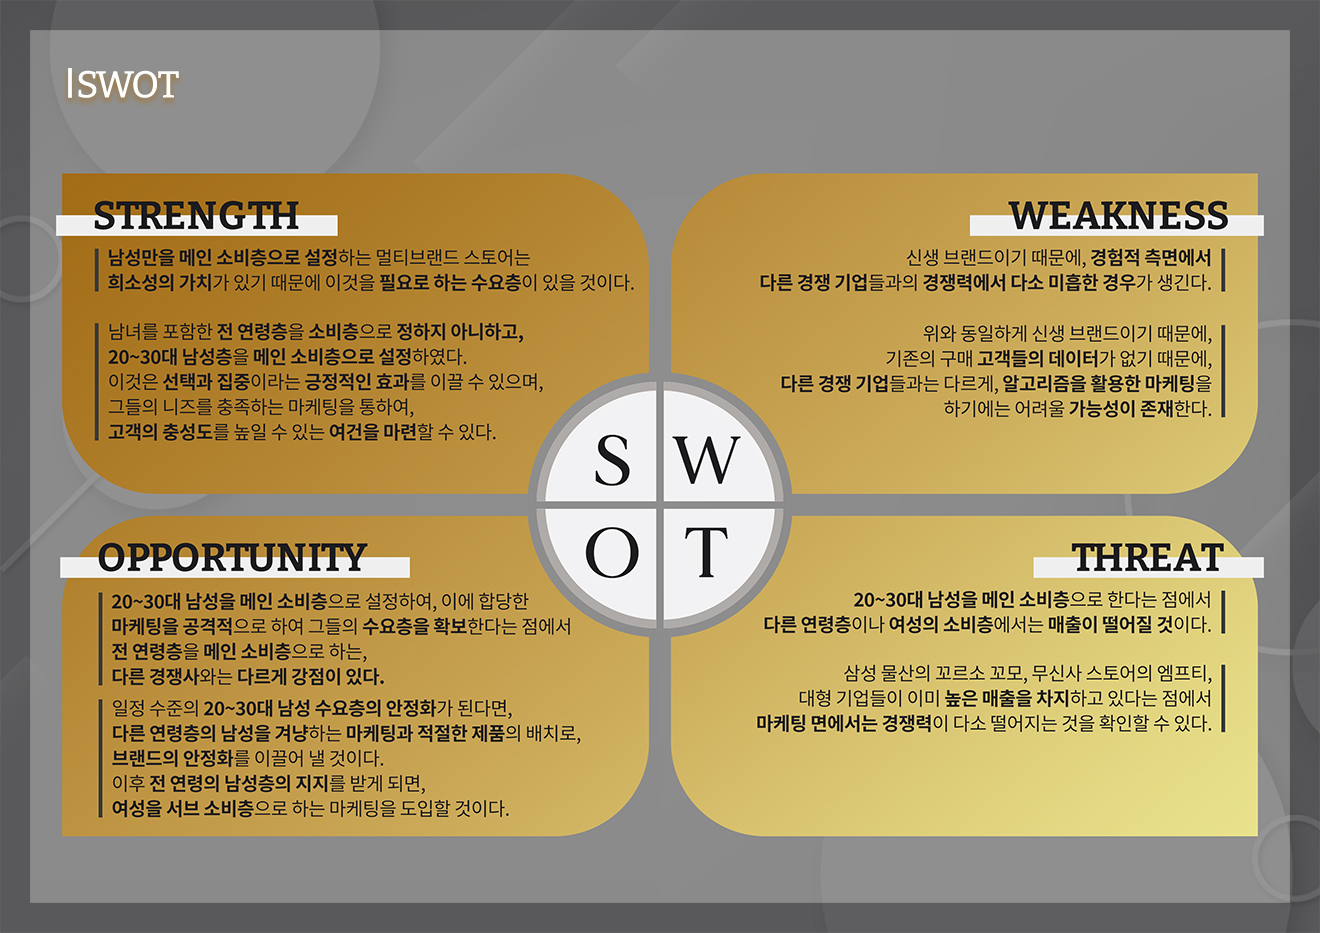 |SWOT
STRENGTH
남성만을 메인 소비층으로 설정하는 멀티브랜드 스토어는
희소성의 가치가 있기 때문에 이것을 필요로 하는 수요층이 있을 것이다.
남녀를 포함한 전 연령층을 소비층으로 정하지 아니하고,
20~30대 남성층을 메인 소비층으로 설정하였다.
이것은 선택과 집중이라는 긍정적인 효과를 이끌 수 있으며,
그들의 니즈를 충족하는 마케팅을 통하여,
고객의 충성도를 높일 수 있는 여건을 마련할 수 있다.
WEAKNESS
신생 브랜드이기 때문에, 경험적 측면에서
다른 경쟁 기업들과의 경쟁력에서 다소 미흡한 경우가 생긴다.
위와 동일하게 신생 브랜드이기 때문에,
기존의 구매 고객들의 데이터가 없기 때문에,
다른 경쟁 기업들과는 다르게, 알고리즘을 활용한 마케팅을
하기에는 어려울 가능성이 존재한다.
S W
O T
OPPORTUNITY
20~30대 남성을 메인 소비층으로 설정하여, 이에 합당한
마케팅을 공격적으로 하여 그들의 수요층을 확보한다는 점에서
전 연령층을 메인 소비층으로 하는,
다른 경쟁사와는 다르게 강점이 있다.
일정 수준의 20~30대 남성 수요층의 안정화가 된다면,
다른 연령층의 남성을 겨냥하는 마케팅과 적절한 제품의 배치로,
브랜드의 안정화를 이끌어 낼 것이다.
이후 전 연령의 남성층의 지지를 받게 되면,
여성을 서브 소비층으로 하는 마케팅을 도입할 것이다.
THREAT
20~30대 남성을 메인 소비층으로 한다는 점에서
다른 연령층이나 여성의 소비층에서는 매출이 떨어질 것이다.
삼성 물산의 꼬르소 꼬모, 무신사 스토어의 엠프티,
대형 기업들이 이미 높은 매출을 차지하고 있다는 점에서
마케팅 면에서는 경쟁력이 다소 떨어지는 것을 확인할 수 있다.